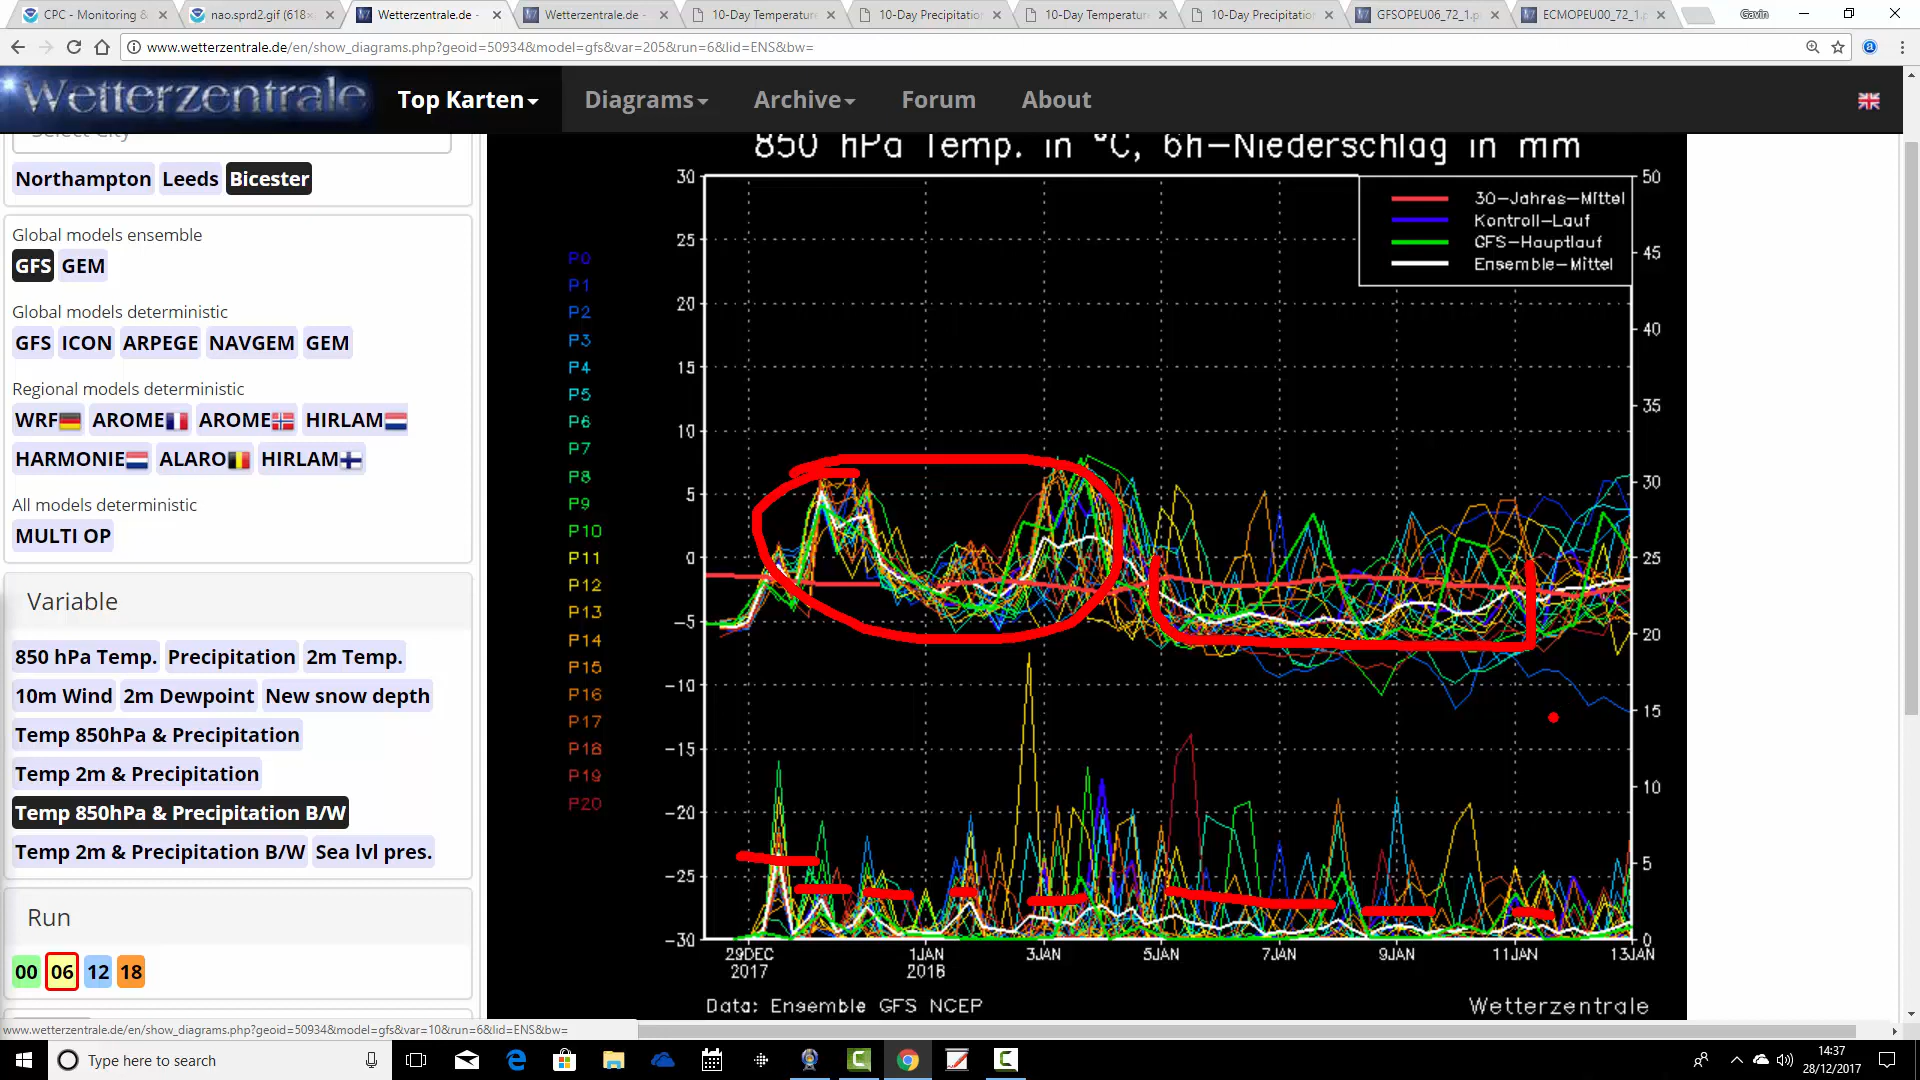 CPC - Monitoring &
nao.sprd2.gif (618×
Wetterzentrale.de -
Wetterzentrale.de -
10-Day Temperatur
10-Day Precipitatio
10-Day Temperatur
10-Day Precipitatio
GFSOPEU06_72_1.p
ECMOPEU00_72_1.p
Gavin
www.wetterzentrale.de/en/show_diagrams.php?geoid=50934&model=gfs&var=205&run=6&lid=ENS&bw=
Wetterzentrale
Top Karten
Diagrams
Archive
Forum
About
Select City
Northampton Leeds Bicester
Global models ensemble
GFS GEM
Global models deterministic
GFS ICON ARPEGE NAVGEM GEM
Regional models deterministic
WRF AROME AROME HIRLAM
HARMONIE ALARO HIRLAM
All models deterministic
MULTI OP
Variable
850 hPa Temp. Precipitation 2m Temp.
10m Wind 2m Dewpoint New snow depth
Temp 850hPa & Precipitation
Temp 2m & Precipitation
Temp 850hPa & Precipitation B/W
Temp 2m & Precipitation B/W Sea lvl pres.
Run
00 06 12 18
www.wetterzentrale.de/en/show_diagrams.php?geoid=50934&model=gfs&var=10&run=6&lid=ENS&bw=
850 hPa Temp. in °C, 6h-Niederschlag in mm
30-Jahres-Mittel
Kontroll-Lauf
GFS-Hauptlauf
Ensemble-Mittel
P0
P1
P2
P3
P4
P5
P6
P7
P8
P9
P10
P11
P12
P13
P14
P15
P16
P17
P18
P19
P20
30
25
20
15
10
5
0
-5
-10
-15
-20
-25
-30
50
45
40
35
30
25
20
15
10
5
0
29DEC 1JAN 3JAN 5JAN 7JAN 9JAN 11JAN 13JAN
2017 2018
Data: Ensemble GFS NCEP
Wetterzentrale
Type here to search
14:37
28/12/2017